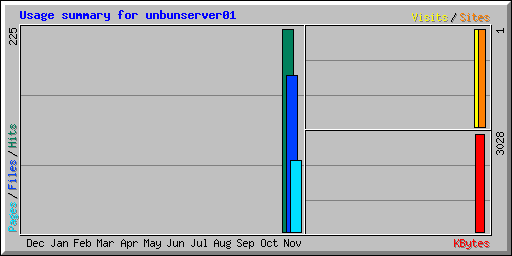 Usage summary for unbunserver01
Visits/Sites
225
1
Pages/Files/Hits
3028
Dec Jan Feb Mar Apr May Jun Jul Aug Sep Oct Nov
KBytes